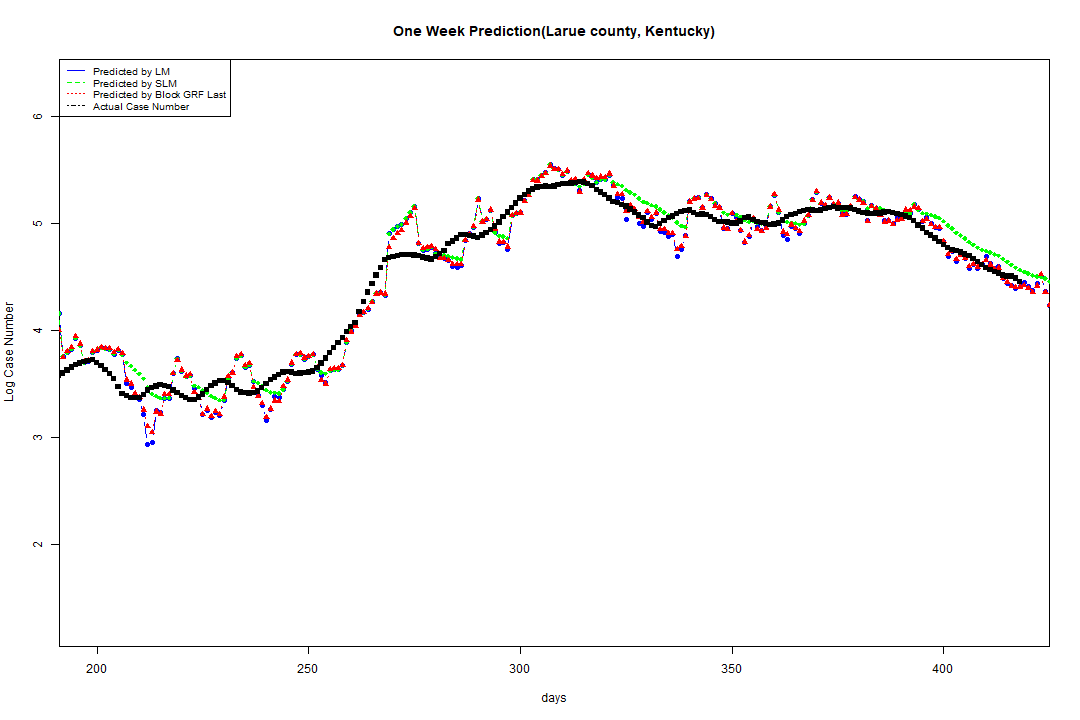 One Week Prediction(Larue county, Kentucky)
Predicted by LM
Predicted by SLM
Predicted by Block GRF Last
Actual Case Number
6
5
4
3
2
Log Case Number
200 250 300 350 400
days